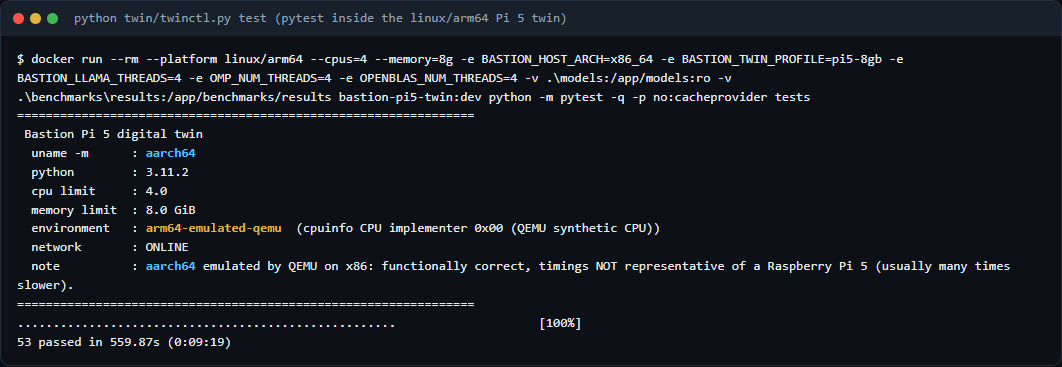 python twin/twinctl.py test (pytest inside the linux/arm64 Pi 5 twin)
$ docker run --rm --platform linux/arm64 --cpus=4 --memory=8g -e BASTION_HOST_ARCH=x86_64 -e BASTION_TWIN_PROFILE=pi5-8gb -e
BASTION_LLAMA_THREADS=4 -e OMP_NUM_THREADS=4 -e OPENBLAS_NUM_THREADS=4 -v .\models:/app/models:ro -v
.\benchmarks\results:/app/benchmarks/results bastion-pi5-twin:dev python -m pytest -q -p no:cacheprovider tests
================================================================
 Bastion Pi 5 digital twin
  uname -m      : aarch64
  python        : 3.11.2
  cpu limit     : 4.0
  memory limit  : 8.0 GiB
  environment   : arm64-emulated-qemu  (cpuinfo CPU implementer 0x00 (QEMU synthetic CPU))
  network       : ONLINE
  note          : aarch64 emulated by QEMU on x86: functionally correct, timings NOT representative of a Raspberry Pi 5 (usually many times
slower).
================================================================
.....................................................                    [100%]
53 passed in 559.87s (0:09:19)